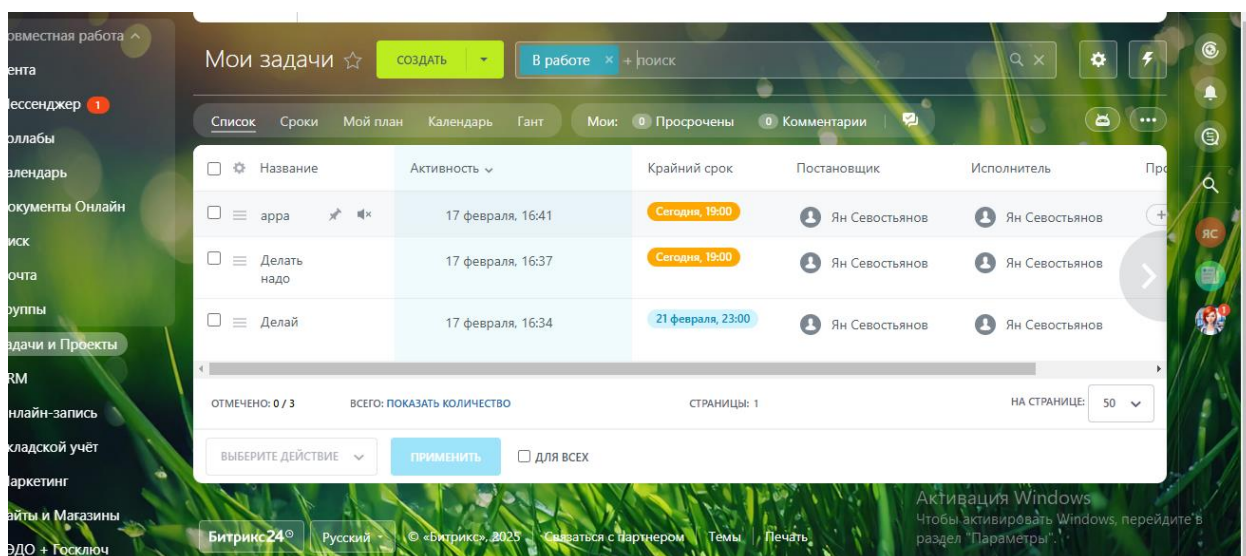 овместная работа
ента
ессенджер 1
оллабы
алендарь
окументы Онлайн
иск
очта
руппы
адачи и Проекты
RM
нлайн-запись
кладской учёт
аркетинг
айты и Магазины
ЭДО + Госключ
Мои задачи СОЗДАТЬ В работе × + поиск
Список Сроки Мой план Календарь Гант Мои: 0 Просрочены 0 Комментарии
Название Активность Крайний срок Постановщик Исполнитель Про
арра 17 февраля, 16:41 Сегодня, 19:00 Ян Севостьянов Ян Севостьянов
Делать надо 17 февраля, 16:37 Сегодня, 19:00 Ян Севостьянов Ян Севостьянов
Делай 17 февраля, 16:34 21 февраля, 23:00 Ян Севостьянов Ян Севостьянов
ОТМЕЧЕНО: 0 / 3 ВСЕГО: ПОКАЗАТЬ КОЛИЧЕСТВО СТРАНИЦЫ: 1 НА СТРАНИЦЕ: 50
ВЫБЕРИТЕ ДЕЙСТВИЕ ПРИМЕНИТЬ ДЛЯ ВСЕХ
Битрикс24 Русский © «Битрикс», 2025 Связаться с партнером Темы Печать
ЯС
1
Активация Windows
Чтобы активировать Windows, перейдите в
раздел "Параметры".